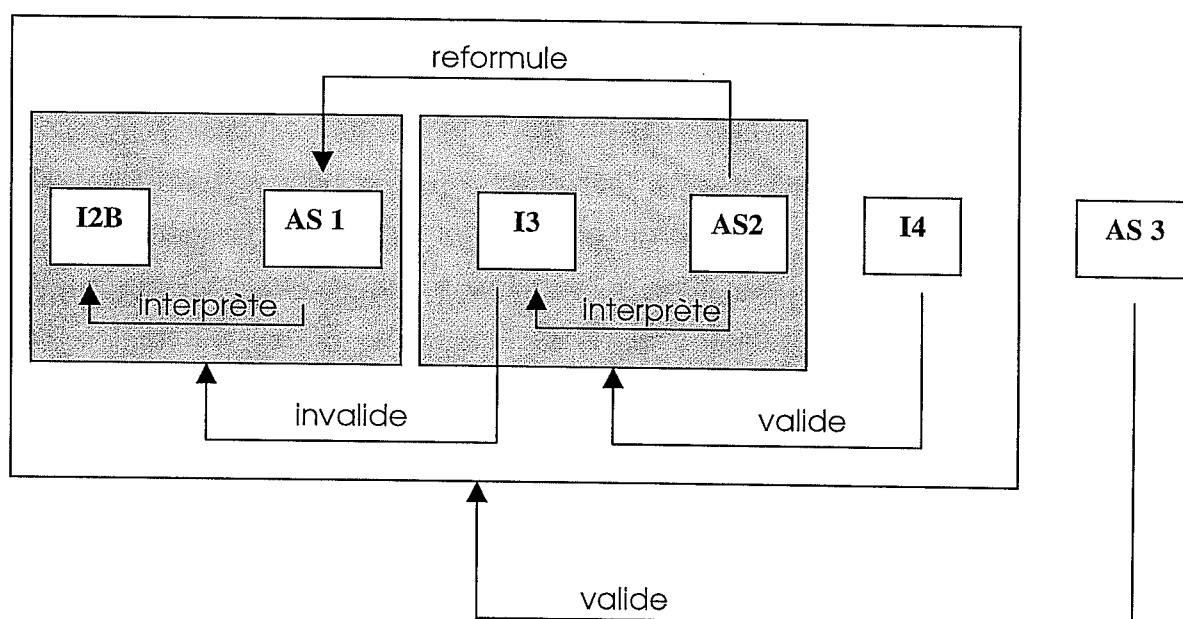 reformule
I2B
AS 1
I3
AS2
I4
AS 3
interprète
interprète
invalide
valide
valide